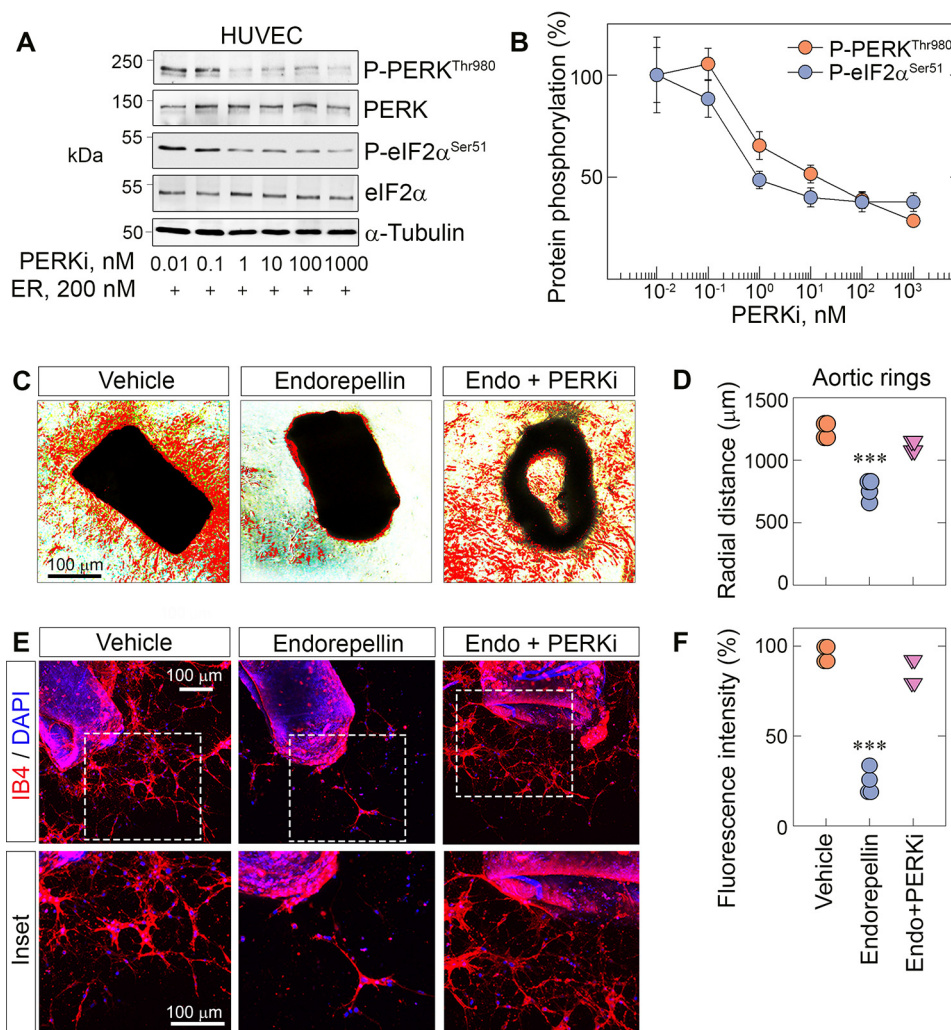 A
HUVEC
250
P-PERK^Thr980
150
PERK
kDa
55
P-eIF2α^Ser51
55
eIF2α
50
α-Tubulin
PERKi, nM 0.01 0.1 1 10 100 1000
ER, 200 nM + + + + + +
B
Protein phosphorylation (%)
P-PERK^Thr980
P-eIF2α^Ser51
100
50
10^-2 10^-1 10^0 10^1 10^2 10^3
PERKi, nM
C
Vehicle Endorepellin Endo + PERKi
100 µm
D
Aortic rings
Radial distance (µm)
1500
1000
500
0
***
E
Vehicle Endorepellin Endo + PERKi
IB4 / DAPI
100 µm
Inset
100 µm
F
Fluorescence intensity (%)
100
50
0
***
Vehicle
Endorepellin
Endo+PERKi